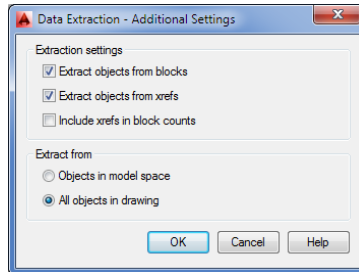 Data Extraction - Additional Settings
Extraction settings
Extract objects from blocks
Extract objects from xrefs
Include xrefs in block counts
Extract from
Objects in model space
All objects in drawing
OK Cancel Help